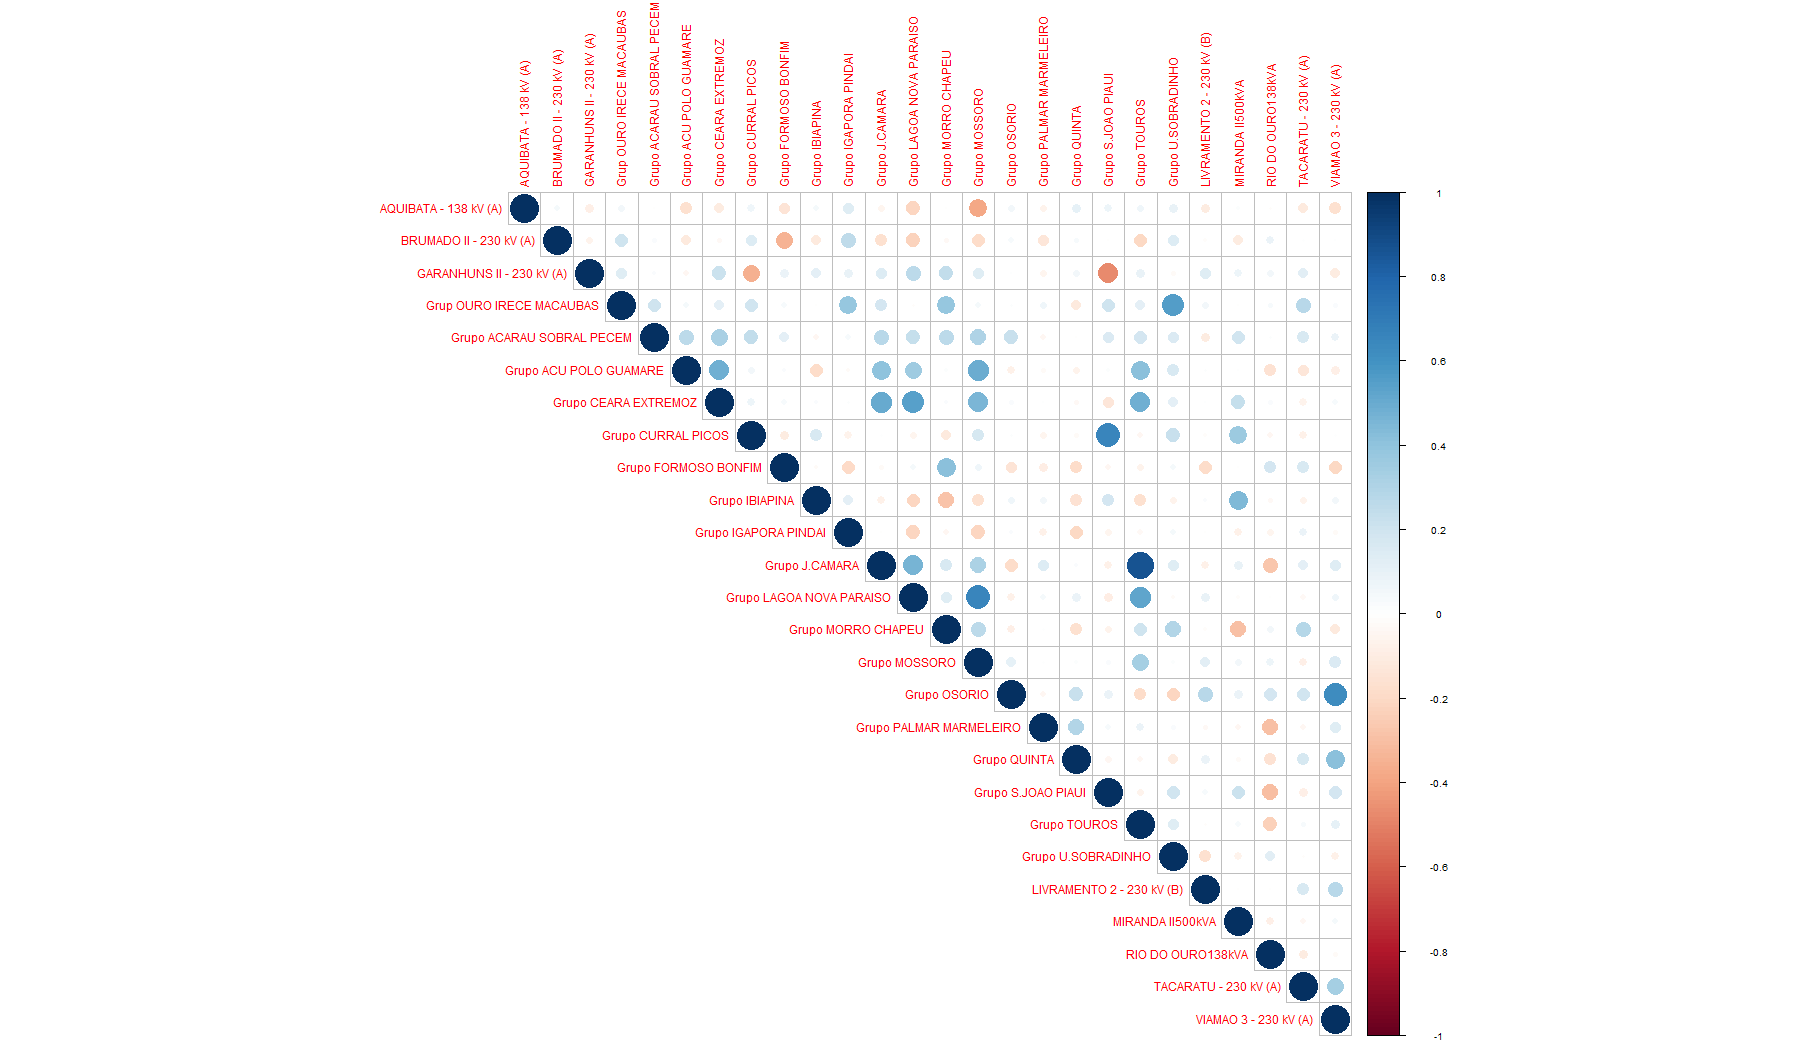 AQUIBATA - 138 kV (A)
BRUMADO II - 230 kV (A)
GARANHUNS II - 230 kV (A)
Grup OURO IRECE MACAUBAS
Grupo ACARAU SOBRAL PECEM
Grupo ACU POLO GUAMARE
Grupo CEARA EXTREMOZ
Grupo CURRAL PICOS
Grupo FORMOSO BONFIM
Grupo IBIAPINA
Grupo IGAPORA PINDAI
Grupo J.CAMARA
Grupo LAGOA NOVA PARAISO
Grupo MORRO CHAPEU
Grupo MOSSORO
Grupo OSORIO
Grupo PALMAR MARMELEIRO
Grupo QUINTA
Grupo S.JOAO PIAUI
Grupo TOUROS
Grupo U.SOBRADINHO
LIVRAMENTO 2 - 230 kV (B)
MIRANDA II500kVA
RIO DO OURO138kVA
TACARATU - 230 kV (A)
VIAMAO 3 - 230 kV (A)
AQUIBATA - 138 kV (A)
BRUMADO II - 230 kV (A)
GARANHUNS II - 230 kV (A)
Grup OURO IRECE MACAUBAS
Grupo ACARAU SOBRAL PECEM
Grupo ACU POLO GUAMARE
Grupo CEARA EXTREMOZ
Grupo CURRAL PICOS
Grupo FORMOSO BONFIM
Grupo IBIAPINA
Grupo IGAPORA PINDAI
Grupo J.CAMARA
Grupo LAGOA NOVA PARAISO
Grupo MORRO CHAPEU
Grupo MOSSORO
Grupo OSORIO
Grupo PALMAR MARMELEIRO
Grupo QUINTA
Grupo S.JOAO PIAUI
Grupo TOUROS
Grupo U.SOBRADINHO
LIVRAMENTO 2 - 230 kV (B)
MIRANDA II500kVA
RIO DO OURO138kVA
TACARATU - 230 kV (A)
VIAMAO 3 - 230 kV (A)
1
0.8
0.6
0.4
0.2
0
-0.2
-0.4
-0.6
-0.8
-1